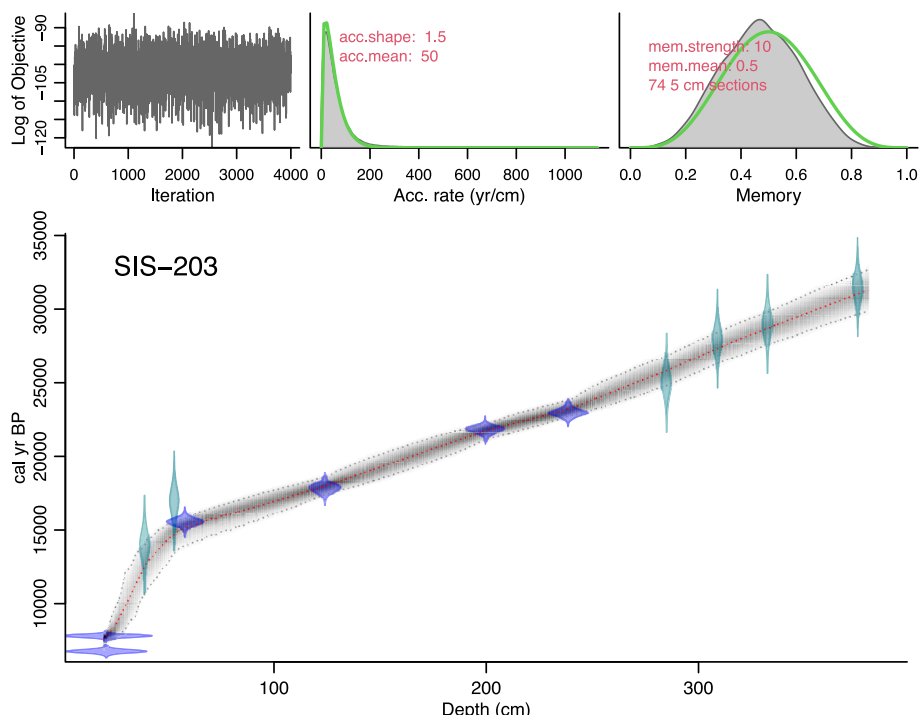 Log of Objective
−90
−105
−120
0
1000
2000
3000
4000
Iteration
acc.shape: 1.5
acc.mean: 50
0
200
400
600
800
1000
Acc. rate (yr/cm)
mem.strength: 10
mem.mean: 0.5
74 5 cm sections
0.0
0.2
0.4
0.6
0.8
1.0
Memory
SIS−203
cal yr BP
35000
30000
25000
20000
15000
10000
100
200
300
Depth (cm)